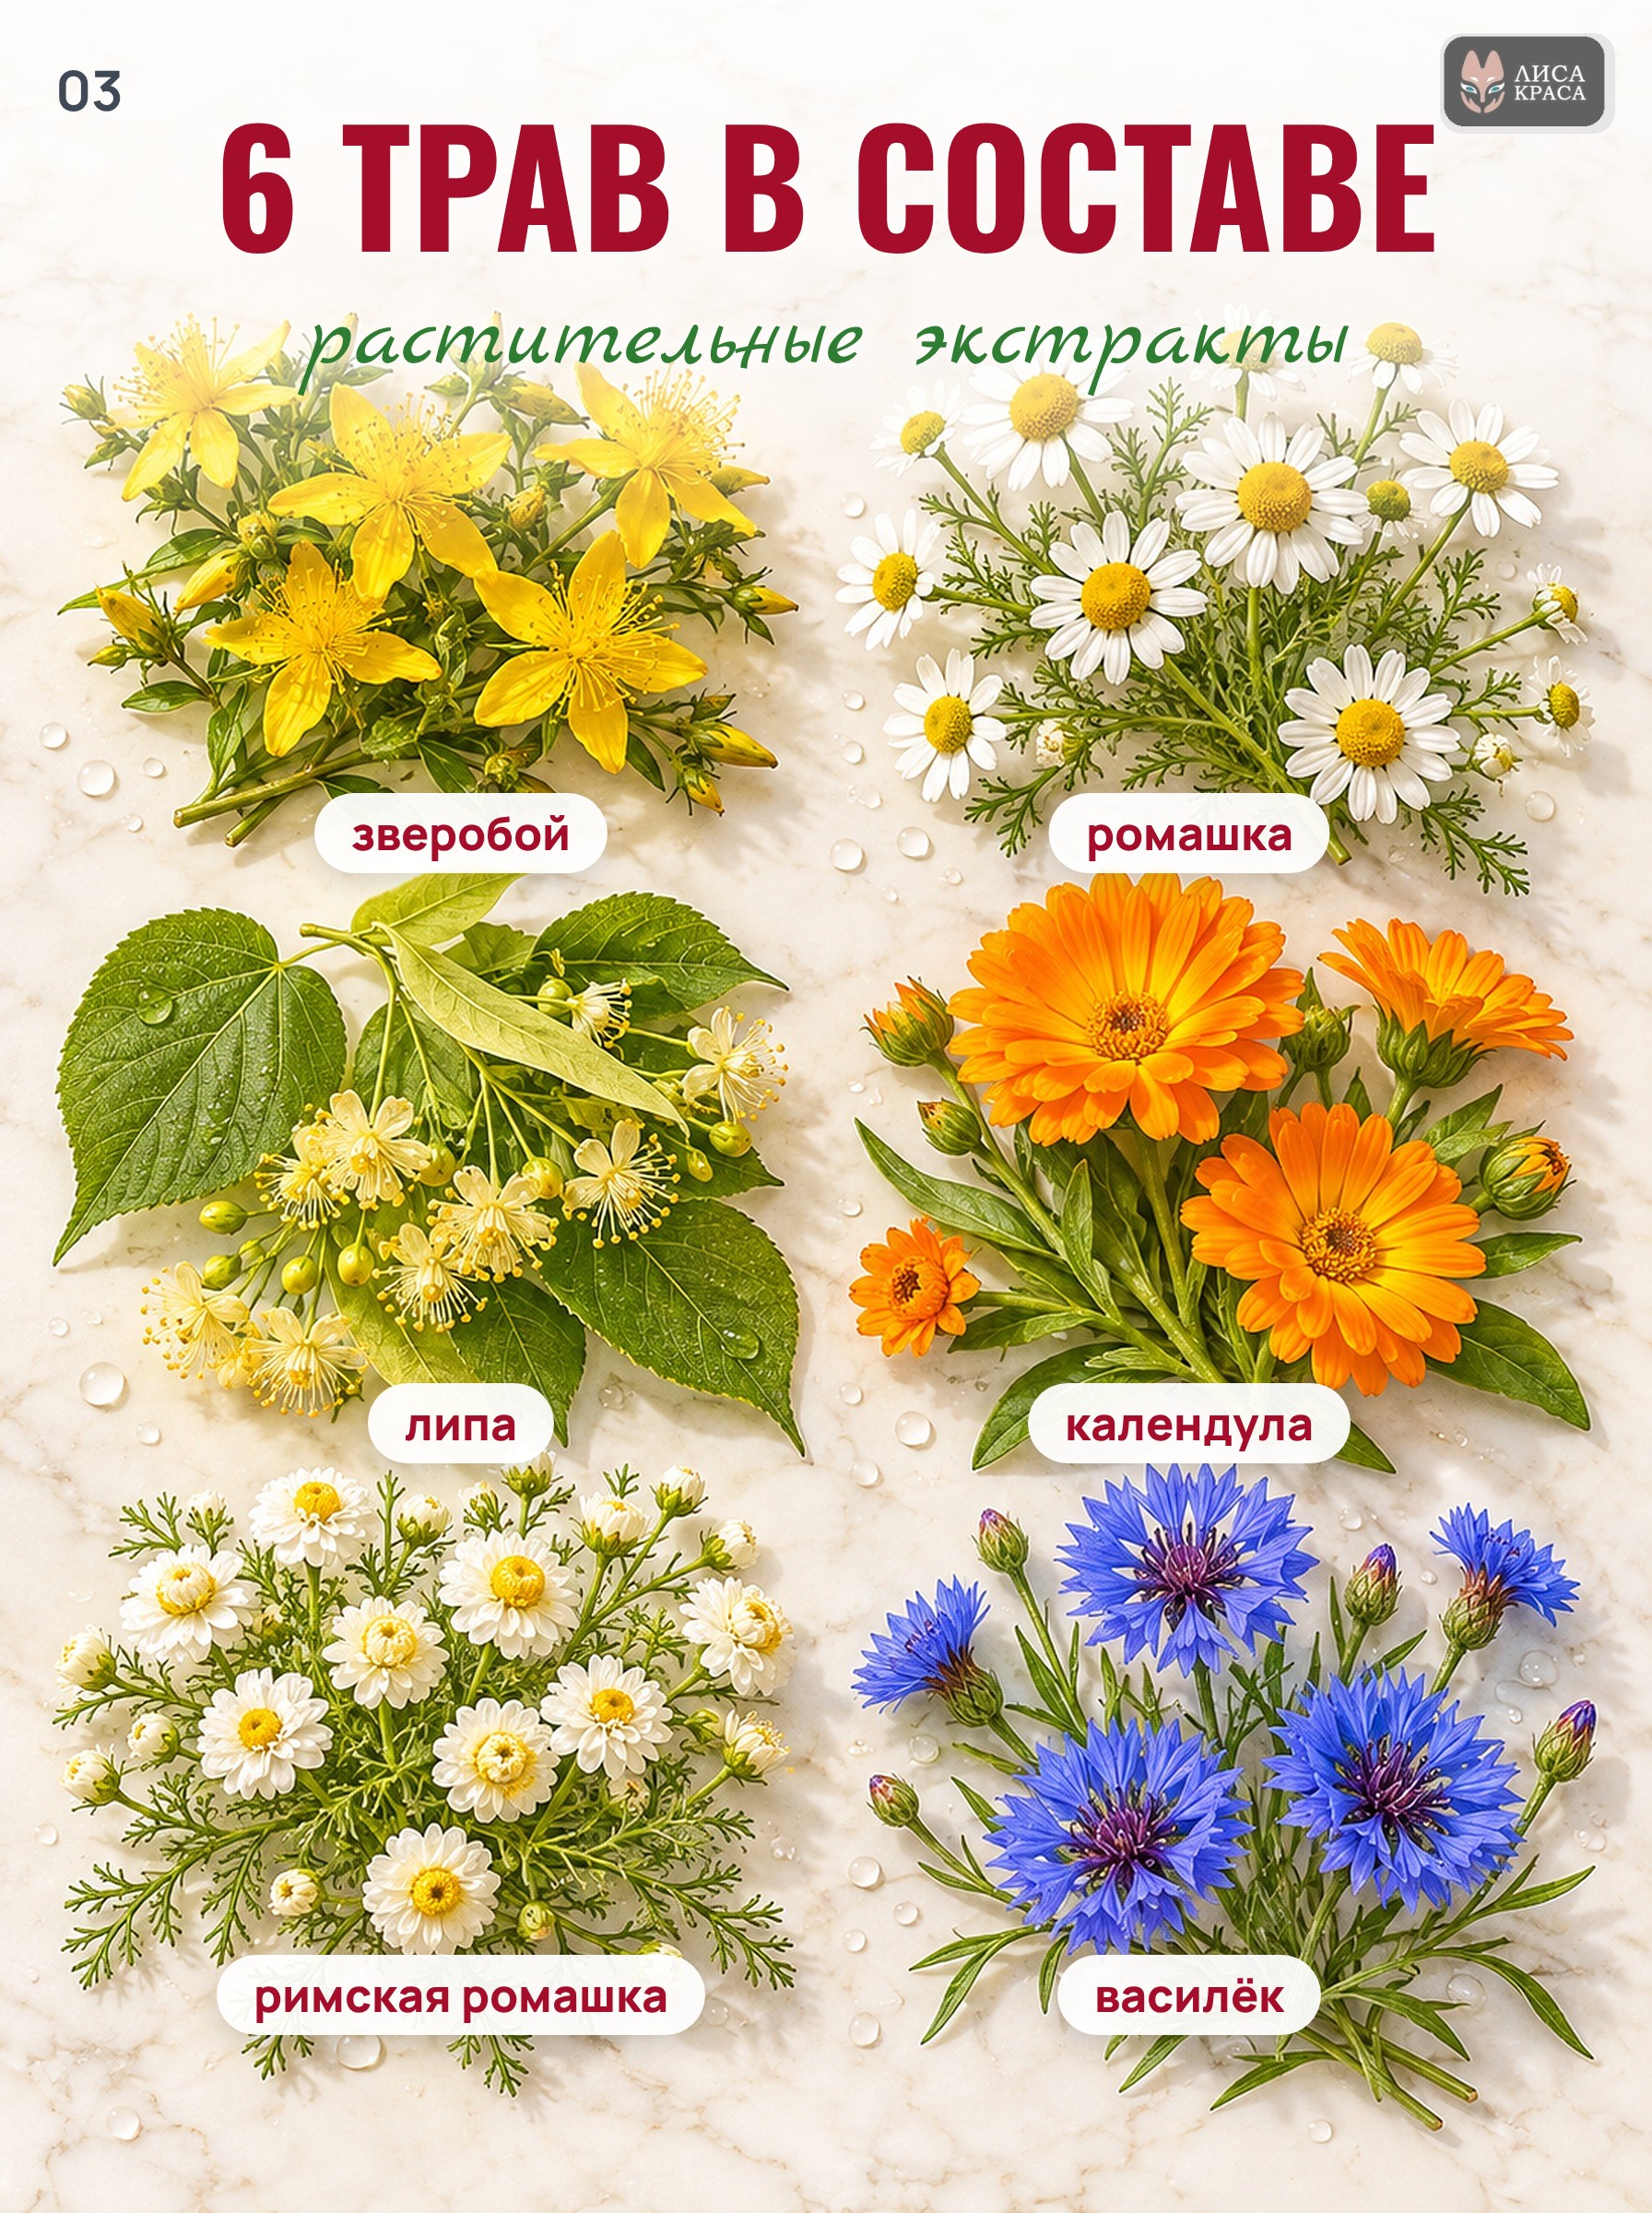 03
ЛИСА
КРАСА
6 ТРАВ В СОСТАВЕ
растительные экстракты
зверобой
ромашка
липа
календула
римская ромашка
василёк